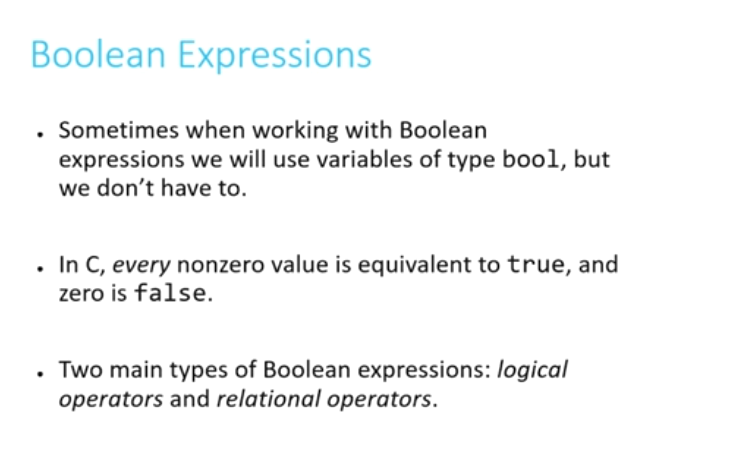 Boolean Expressions
• Sometimes when working with Boolean
expressions we will use variables of type bool, but
we don’t have to.
• In C, every nonzero value is equivalent to true, and
zero is false.
• Two main types of Boolean expressions: logical
operators and relational operators.